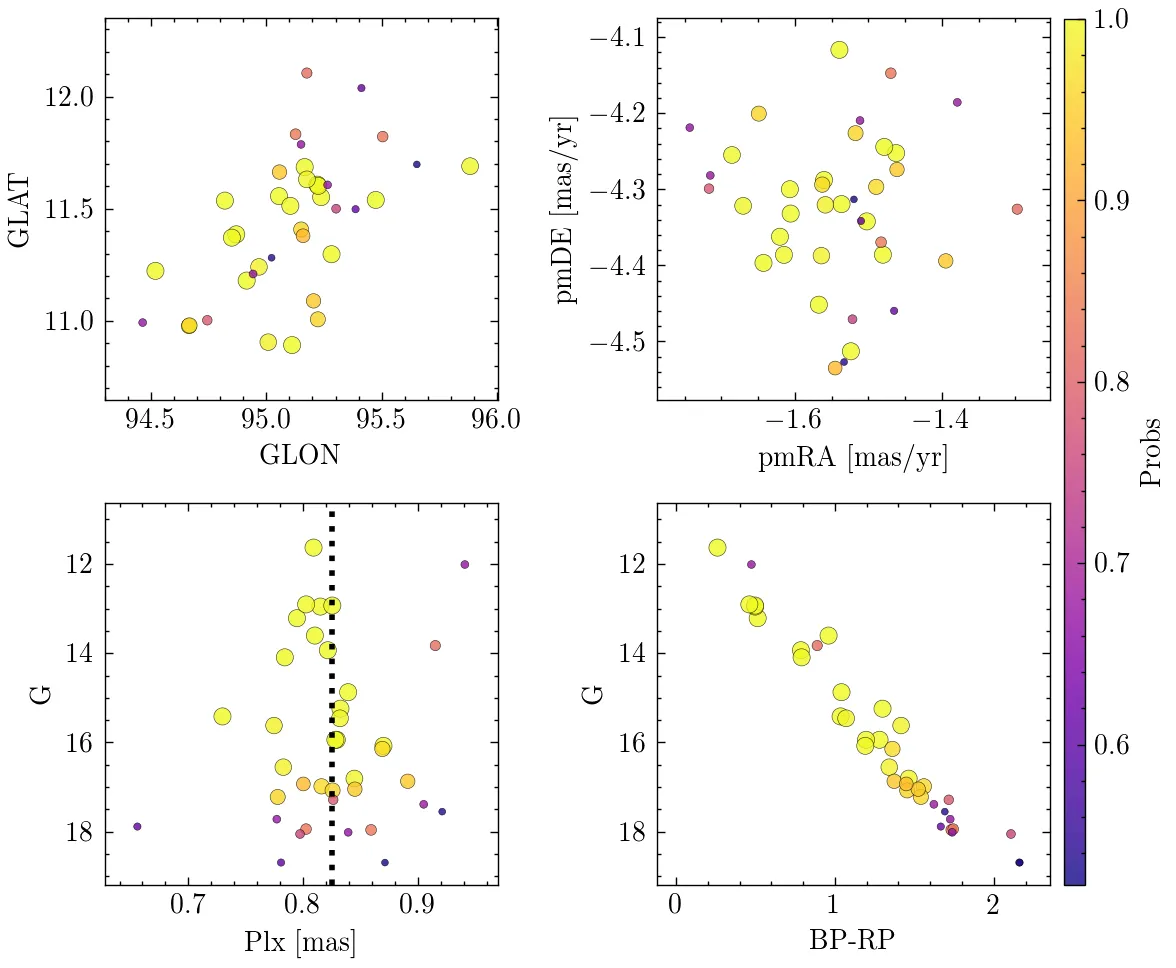 12.0
11.5
11.0
GLAT
94.5 95.0 95.5 96.0
GLON
−4.1
−4.2
−4.3
−4.4
−4.5
pmDE [mas/yr]
−1.6 −1.4
pmRA [mas/yr]
12
14
16
18
G
0.7 0.8 0.9
Plx [mas]
12
14
16
18
G
0 1 2
BP-RP
1.0
0.9
0.8
0.7
0.6
Probs